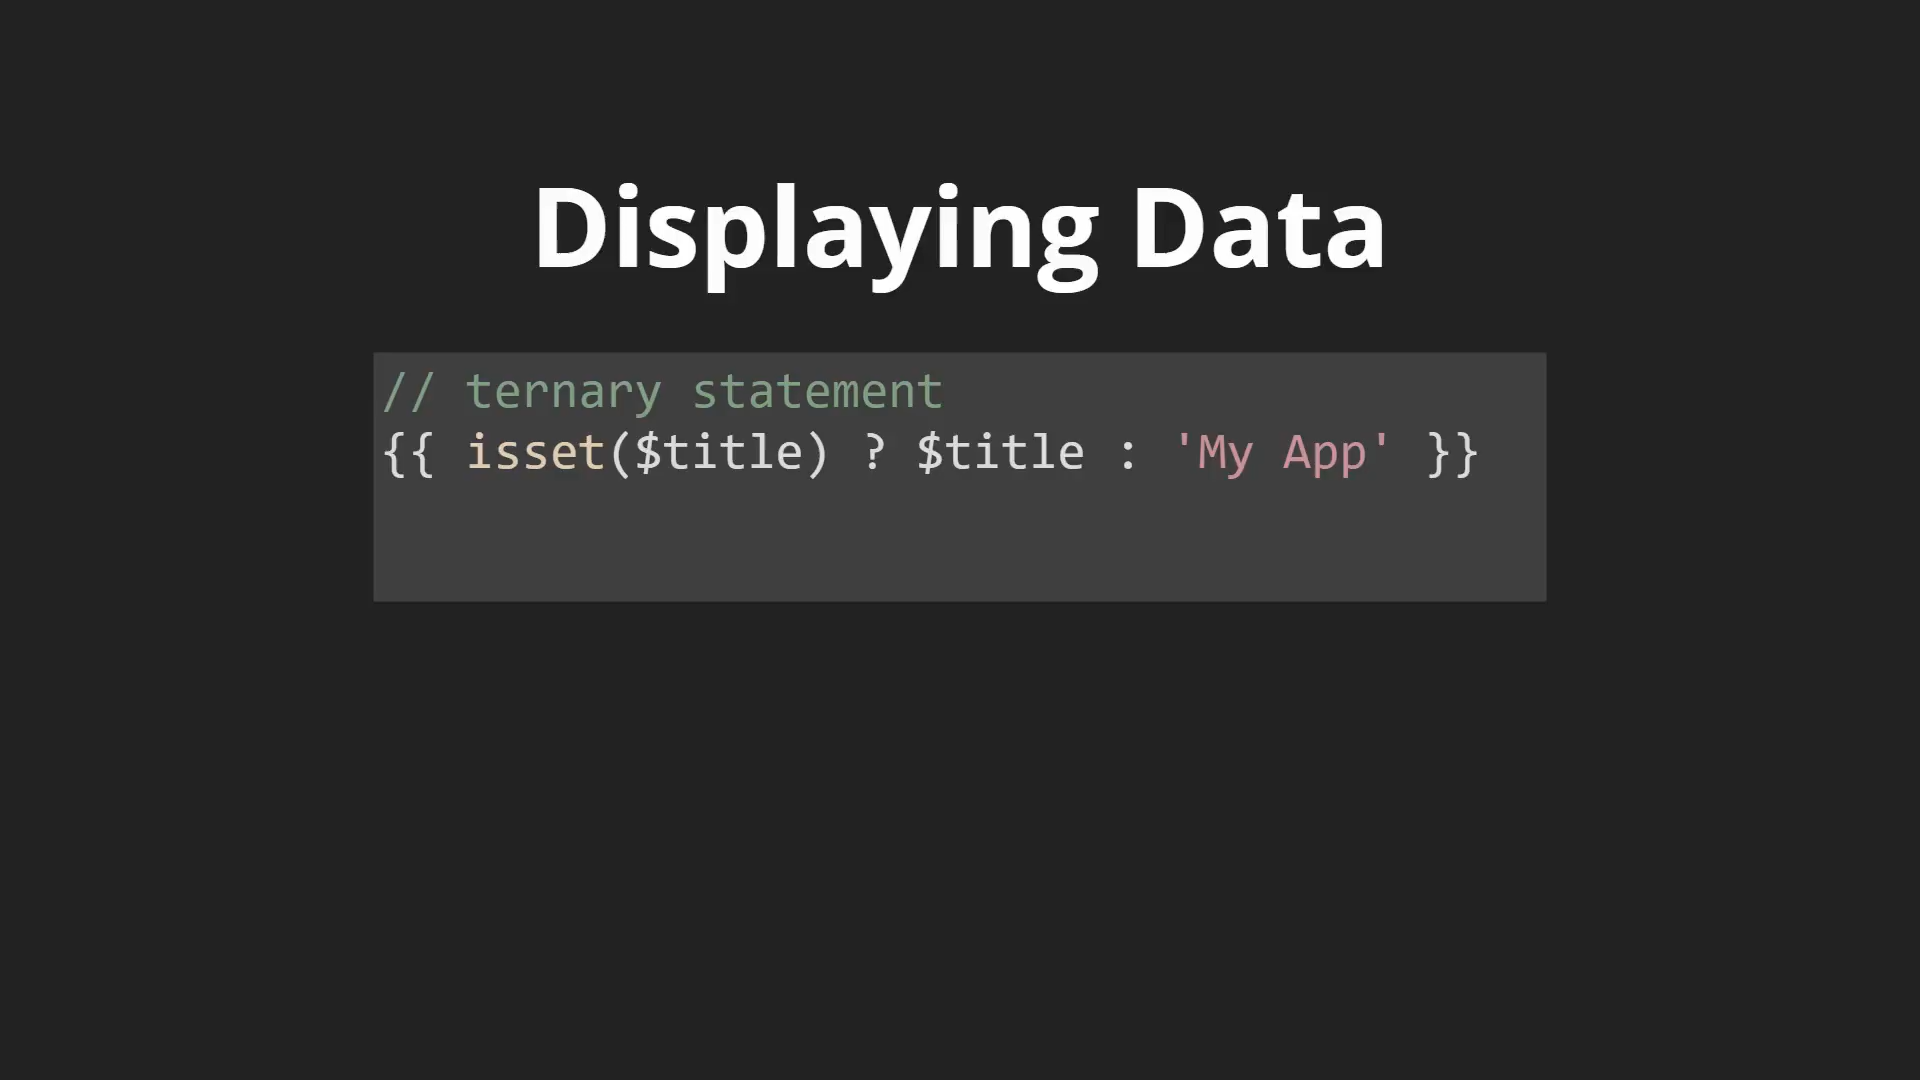 Displaying Data
// ternary statement
{{ isset($title) ? $title : 'My App' }}